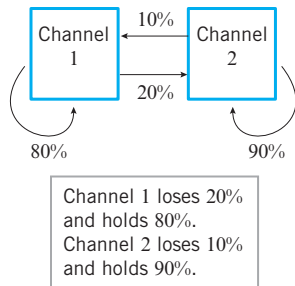 10%
Channel
1
Channel
2
20%
80%
90%
Channel 1 loses 20%
and holds 80%.
Channel 2 loses 10%
and holds 90%.